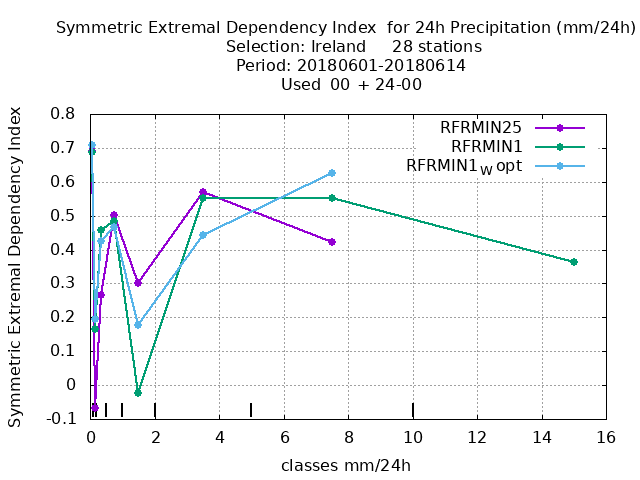 Symmetric Extremal Dependency Index for 24h Precipitation (mm/24h)
Selection: Ireland 28 stations
Period: 20180601-20180614
Used 00 + 24-00
Symmetric Extremal Dependency Index
0.8
0.7
0.6
0.5
0.4
0.3
0.2
0.1
0
-0.1
RFRMIN25
RFRMIN1
RFRMIN1w opt
0 2 4 6 8 10 12 14 16
classes mm/24h